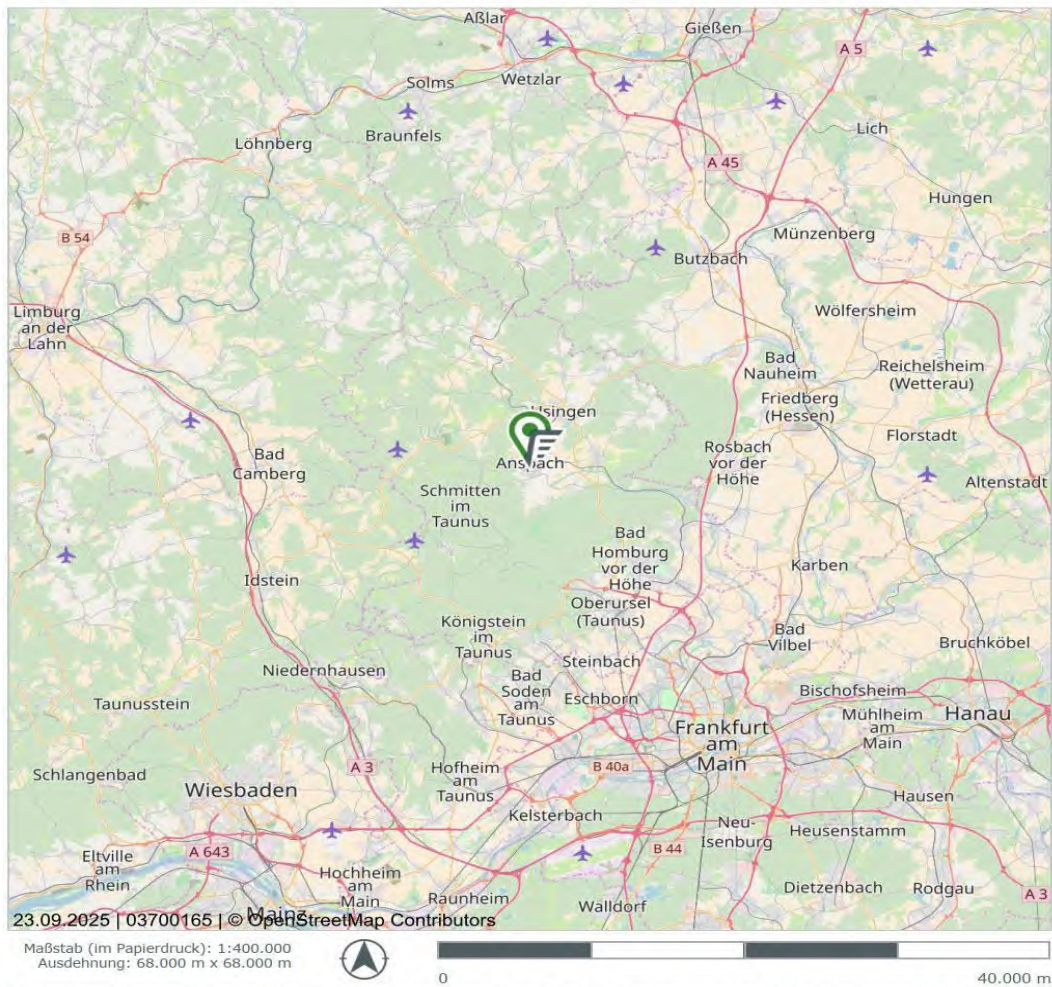 Aßlar
Gießen
A 5
Solms
Wetzlar
Braunfels
Lich
Löhnberg
A 45
Hungen
B 54
Münzenberg
Butzbach
Limburg
an der
Lahn
Wölfersheim
Bad
Nauheim
Reichelsheim
(Wetterau)
Friedberg
(Hessen)
Usingen
Florstadt
Rosbach
vor der
Höhe
Bad
Camberg
Anspach
Altenstadt
Schmitten
im
Taunus
Bad
Homburg
vor der
Höhe
Karben
Idstein
Oberursel
(Taunus)
Königstein
im
Taunus
Bad
Vilbel
Bruchköbel
Steinbach
Niedernhausen
Bad
Soden
am
Taunus
Eschborn
Bischofsheim
Taunusstein
Mühlheim
am
Main
Hanau
Frankfurt
am
Main
Schlangenbad
A 3
Hofheim
am
Taunus
B 40a
Wiesbaden
Hausen
Kelsterbach
Neu-
Isenburg
Heusenstamm
A 643
B 44
Eltville
am
Rhein
Hochheim
am
Main
Dietzenbach
Rodgau
A 3
Raunheim
Walldorf
Mainz
23.09.2025 | 03700165 | © OpenStreetMap Contributors
Maßstab (im Papierdruck): 1:400.000
Ausdehnung: 68.000 m x 68.000 m
0
40.000 m